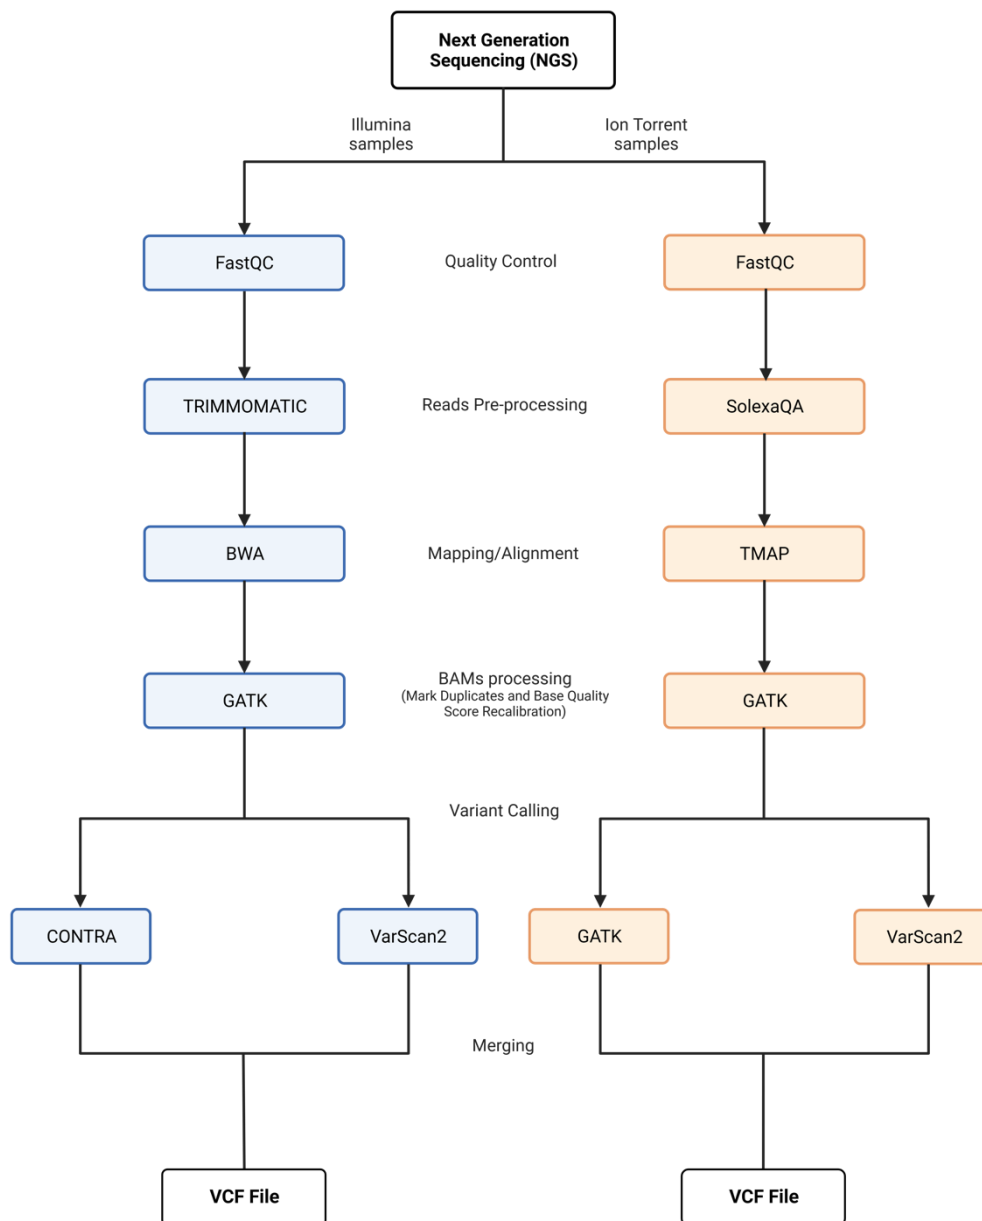 Next Generation
Sequencing (NGS)
Illumina
samples
Ion Torrent
samples
FastQC
Quality Control
FastQC
TRIMMOMATIC
Reads Pre-processing
SolexaQA
BWA
Mapping/Alignment
TMAP
GATK
BAMs processing
(Mark Duplicates and Base Quality
Score Recalibration)
GATK
Variant Calling
CONTRA
VarScan2
GATK
VarScan2
Merging
VCF File
VCF File